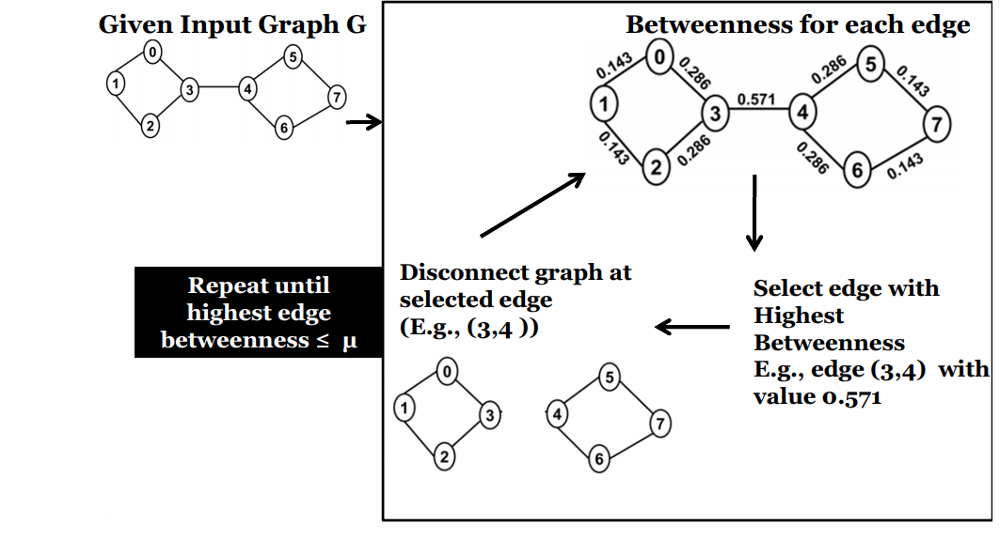 Given Input Graph G
0
5
1
3
4
7
2
6
Betweenness for each edge
0.143
0
0.286
0.286
5
0.143
1
3
0.571
4
7
0.143
2
0.286
0.286
6
0.143
Repeat until
highest edge
betweenness ≤ μ
Disconnect graph at
selected edge
(E.g., (3,4 ))
Select edge with
Highest
Betweenness
E.g., edge (3,4) with
value 0.571
0
1
3
2
5
4
7
6